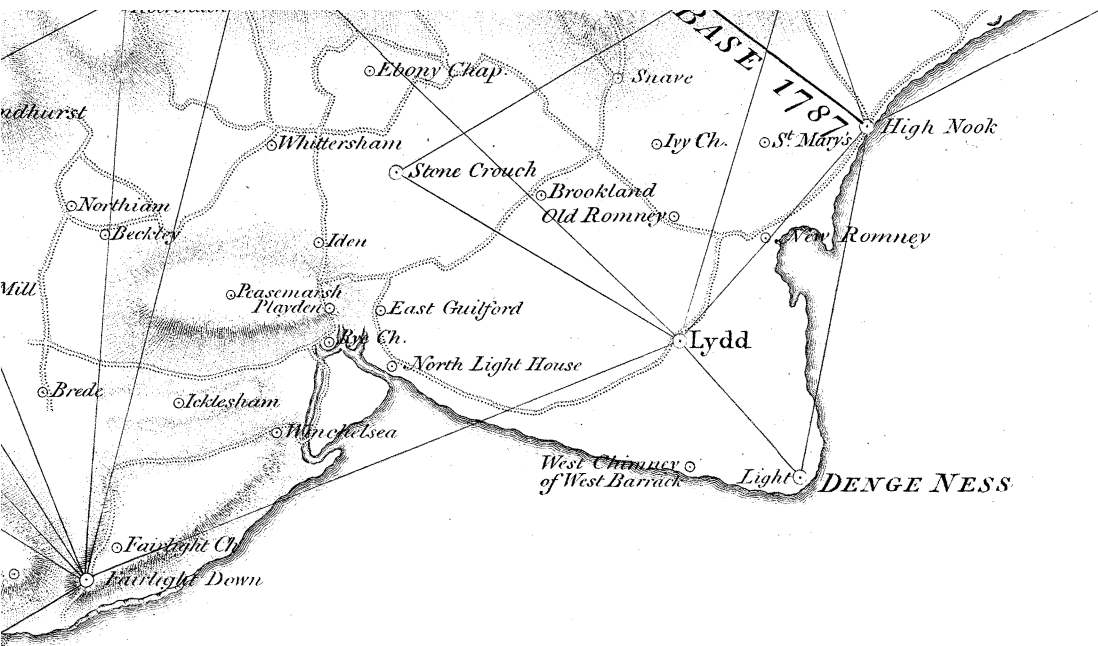 BASE 1787
Ebony Chap.
Snave
Whittersham
Ivy Ch.
St. Mary's
High Nook
Stone Crouch
Northiam
Brookland
Old Romney
Beckley
Iden
New Romney
Mill
Peasemarsh
Playden
East Guilford
Rye Ch.
Lydd
North Light House
Brede
Icklesham
Winchelsea
West Chimney
of West Barrack
Light
DENGE NESS
Fairlight Ch
Fairlight Down